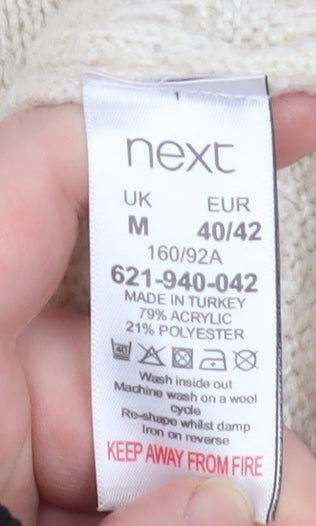 next
UK EUR
M 40/42
160/92A
621-940-042
MADE IN TURKEY
79% ACRYLIC
21% POLYESTER
40
Wash inside out
Machine wash on a wool
cycle
Re-shape whilst damp
Iron on reverse
KEEP AWAY FROM FIRE